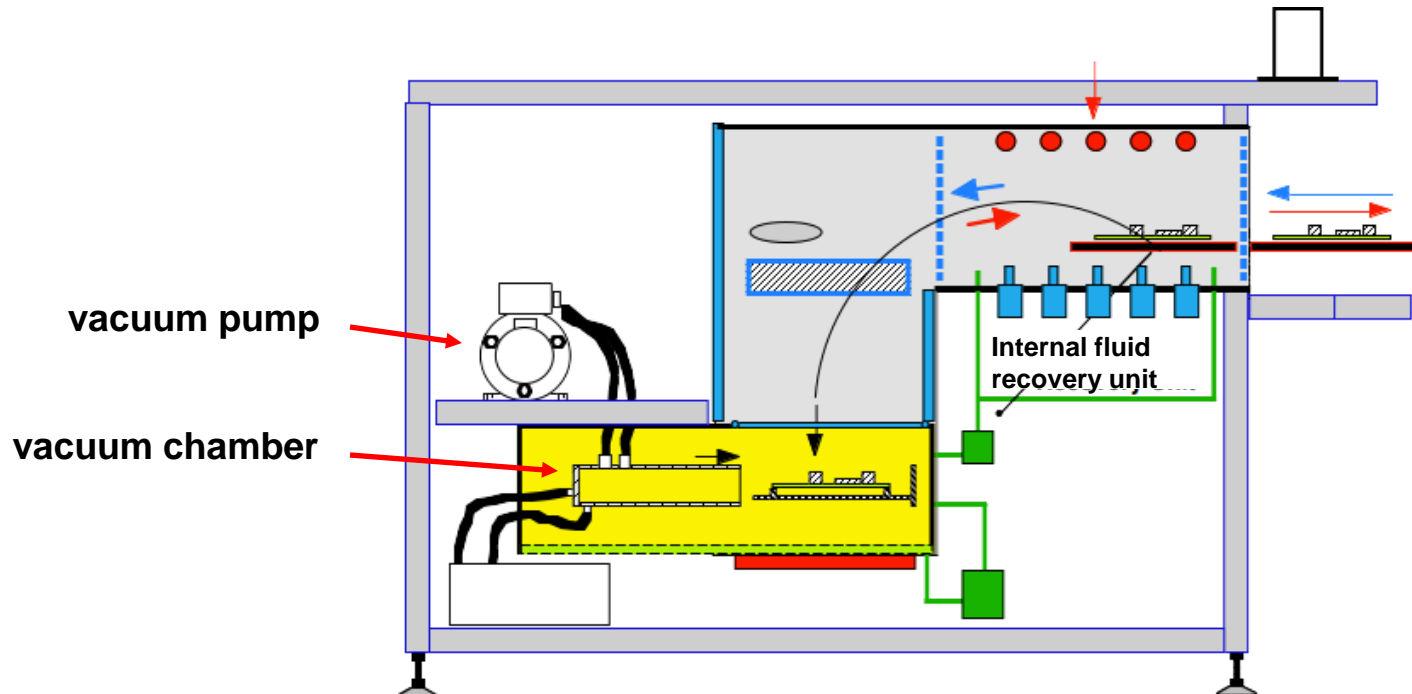 vacuum pump
vacuum chamber
Internal fluid
recovery unit